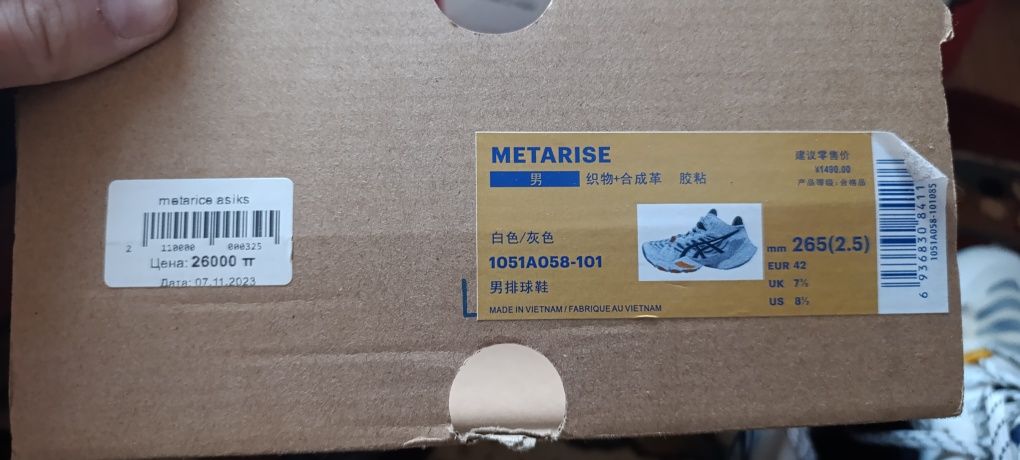 metarice asiks
2 110000 000325
Цена: 26000 тг
Дата: 07.11.2023
METARISE
男 织物+合成革 胶粘
建议零售价
¥1490.00
产品等级:合格品
白色/灰色
1051A058-101
男排球鞋
MADE IN VIETNAM / FABRIQUE AU VIETNAM
mm 265(2.5)
EUR 42
UK 7½
US 8½
6 936830 8411
1051A058-101085